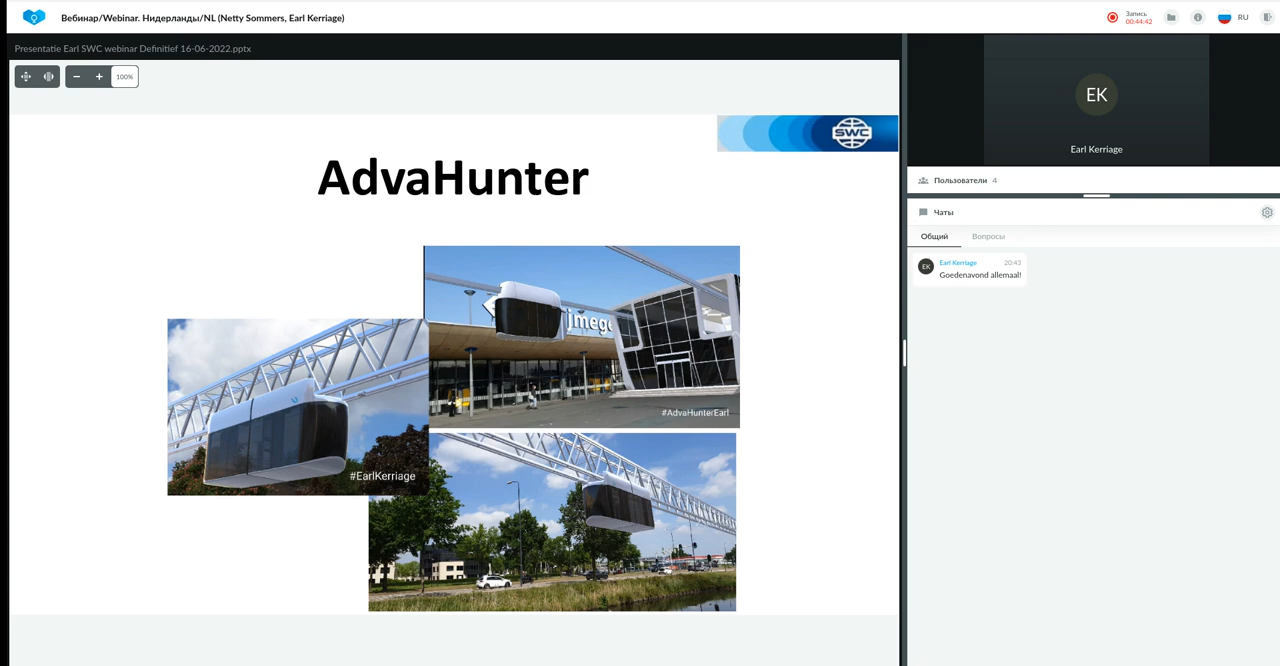 Вебинар/Webinar. Нидерланды/NL (Netty Sommers, Earl Kerriage)
Запись
00:44:42
RU
Presentatie Earl SWC webinar Definitief 16-06-2022.pptx
100%
SWC
AdvaHunter
jmege
#AdvaHunterEarl
#EarlKerriage
EK
Earl Kerriage
Пользователи 4
Чаты
Общий Вопросы
EK
Earl Kerriage 20:43
Goedenavond allemaal!